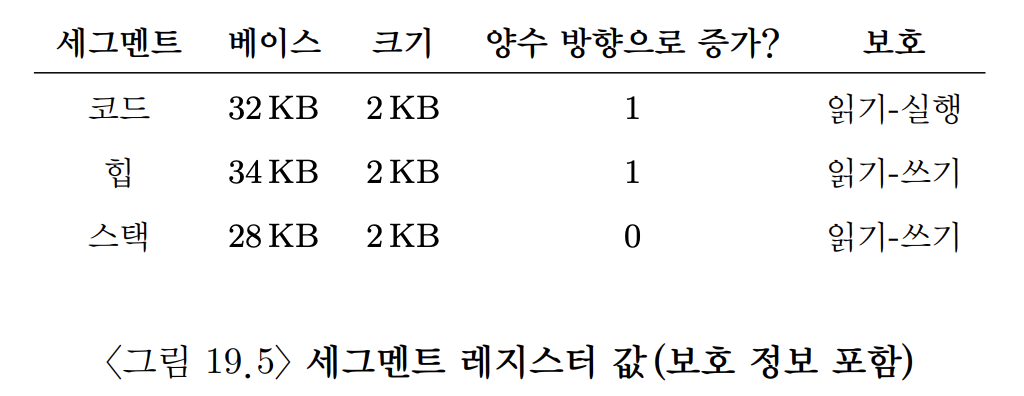 세그멘트 베이스 크기 양수 방향으로 증가? 보호
코드 32 KB 2 KB 1 읽기-실행
힙 34 KB 2 KB 1 읽기-쓰기
스택 28 KB 2 KB 0 읽기-쓰기
〈그림 19.5〉 세그멘트 레지스터 값(보호 정보 포함)